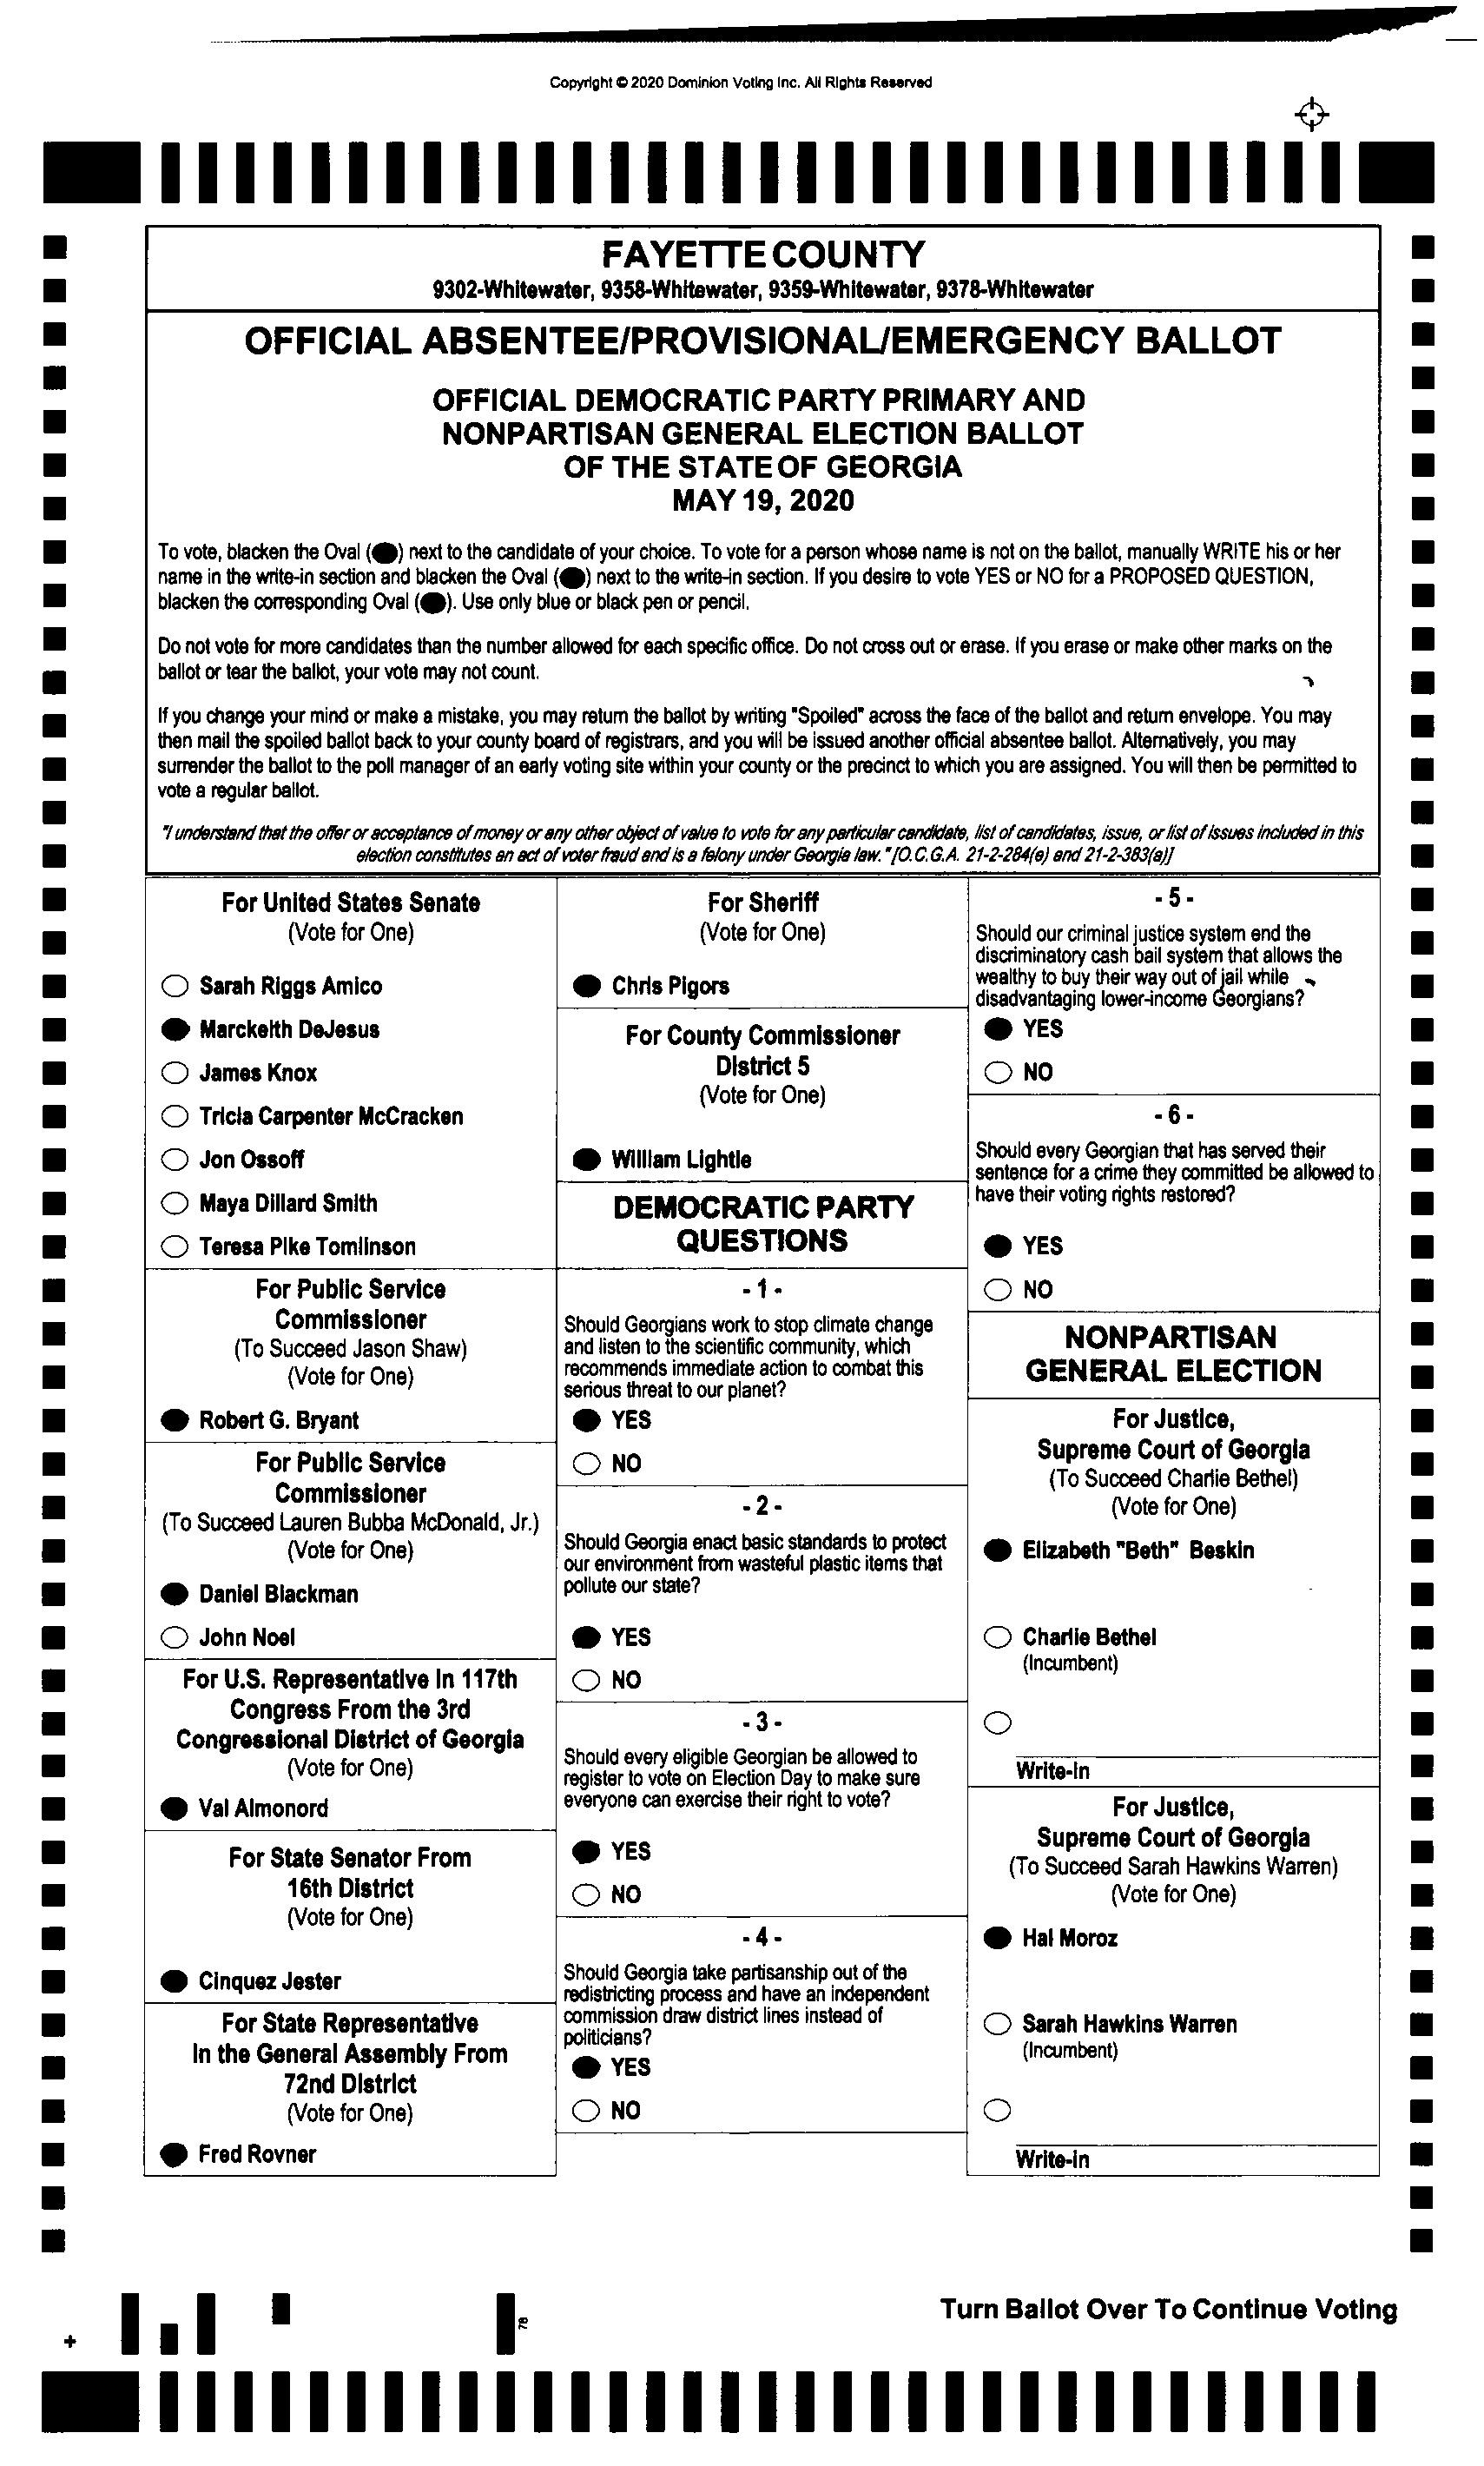 Copyright © 2020 Dominion Voting Inc. All Rights Reserved
FAYETTE COUNTY
9302-Whitewater, 9358-Whitewater, 9359-Whitewater, 9378-Whitewater
OFFICIAL ABSENTEE/PROVISIONAL/EMERGENCY BALLOT
OFFICIAL DEMOCRATIC PARTY PRIMARY AND
NONPARTISAN GENERAL ELECTION BALLOT
OF THE STATE OF GEORGIA
MAY 19, 2020
To vote, blacken the Oval ( ) next to the candidate of your choice. To vote for a person whose name is not on the ballot, manually WRITE his or her
name in the write-in section and blacken the Oval ( ) next to the write-in section. If you desire to vote YES or NO for a PROPOSED QUESTION,
blacken the corresponding Oval ( ). Use only blue or black pen or pencil.
Do not vote for more candidates than the number allowed for each specific office. Do not cross out or erase. If you erase or make other marks on the
ballot or tear the ballot, your vote may not count.
If you change your mind or make a mistake, you may return the ballot by writing "Spoiled" across the face of the ballot and return envelope. You may
then mail the spoiled ballot back to your county board of registrars, and you will be issued another official absentee ballot. Alternatively, you may
surrender the ballot to the poll manager of an early voting site within your county or the precinct to which you are assigned. You will then be permitted to
vote a regular ballot.
"I understand that the offer or acceptance of money or any other object of value to vote for any particular candidate, list of candidates, issue, or list of issues included in this
election constitutes an act of voter fraud and is a felony under Georgia law." [O.C.G.A. 21-2-284(e) and 21-2-383(a)]
For United States Senate
(Vote for One)
Sarah Riggs Amico
Marckeith DeJesus
James Knox
Tricia Carpenter McCracken
Jon Ossoff
Maya Dillard Smith
Teresa Pike Tomlinson
For Public Service
Commissioner
(To Succeed Jason Shaw)
(Vote for One)
Robert G. Bryant
For Public Service
Commissioner
(To Succeed Lauren Bubba McDonald, Jr.)
(Vote for One)
Daniel Blackman
John Noel
For U.S. Representative in 117th
Congress From the 3rd
Congressional District of Georgia
(Vote for One)
Val Almonord
For State Senator From
16th District
(Vote for One)
Cinquez Jester
For State Representative
In the General Assembly From
72nd District
(Vote for One)
Fred Rovner
For Sheriff
(Vote for One)
Chris Pigors
For County Commissioner
District 5
(Vote for One)
William Lightle
DEMOCRATIC PARTY
QUESTIONS
- 1 -
Should Georgians work to stop climate change
and listen to the scientific community, which
recommends immediate action to combat this
serious threat to our planet?
YES
NO
- 2 -
Should Georgia enact basic standards to protect
our environment from wasteful plastic items that
pollute our state?
YES
NO
- 3 -
Should every eligible Georgian be allowed to
register to vote on Election Day to make sure
everyone can exercise their right to vote?
YES
NO
- 4 -
Should Georgia take partisanship out of the
redistricting process and have an independent
commission draw district lines instead of
politicians?
YES
NO
- 5 -
Should our criminal justice system end the
discriminatory cash bail system that allows the
wealthy to buy their way out of jail while
disadvantaging lower-income Georgians?
YES
NO
- 6 -
Should every Georgian that has served their
sentence for a crime they committed be allowed to
have their voting rights restored?
YES
NO
NONPARTISAN
GENERAL ELECTION
For Justice,
Supreme Court of Georgia
(To Succeed Charlie Bethel)
(Vote for One)
Elizabeth "Beth" Beskin
Charlie Bethel
(Incumbent)
Write-in
For Justice,
Supreme Court of Georgia
(To Succeed Sarah Hawkins Warren)
(Vote for One)
Hal Moroz
Sarah Hawkins Warren
(Incumbent)
Write-in
78
Turn Ballot Over To Continue Voting